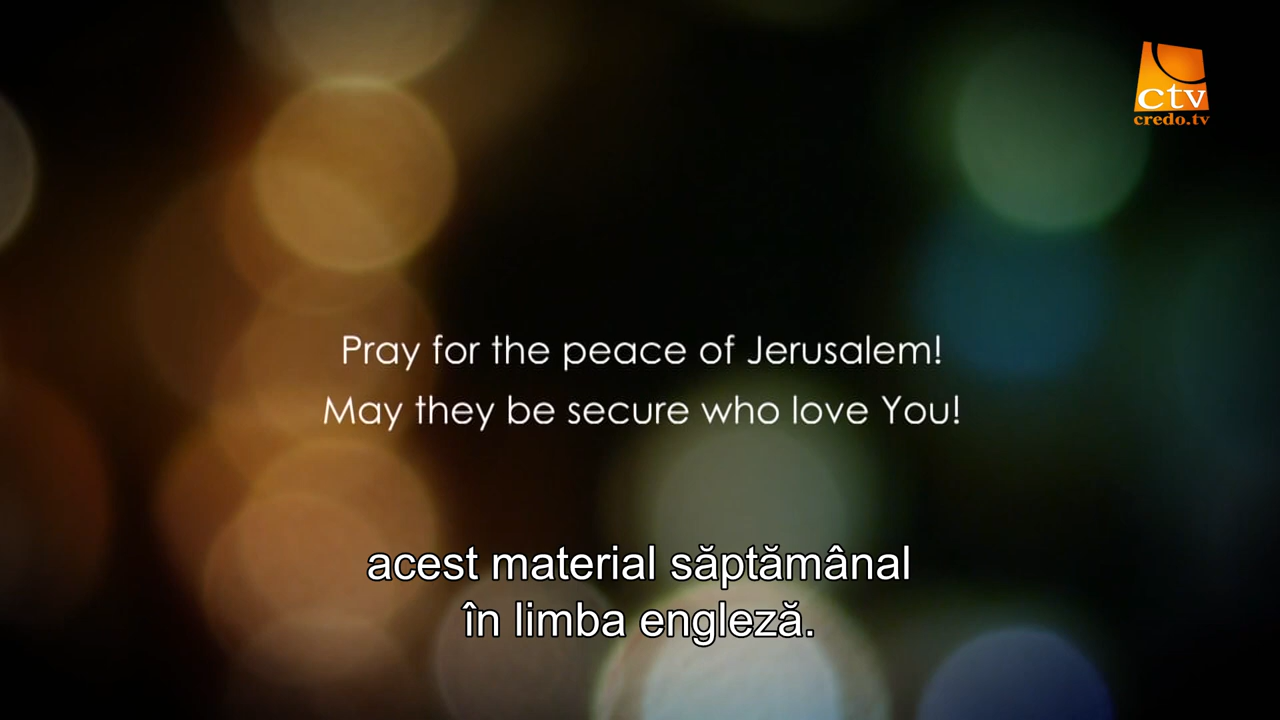 ctv
credo.tv
Pray for the peace of Jerusalem!
May they be secure who love You!
acest material săptămânal
în limba engleză.